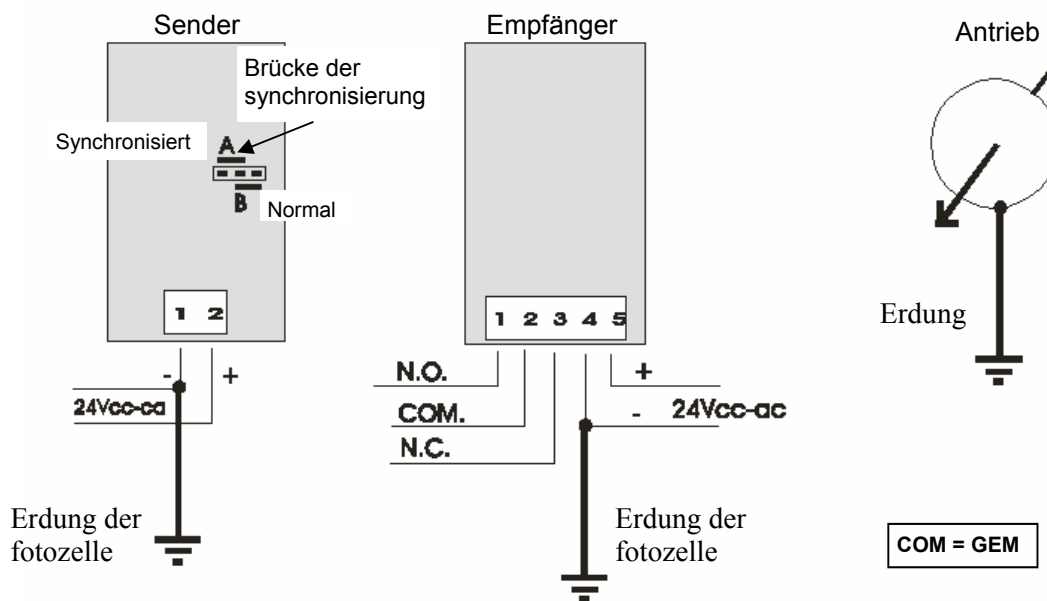 Sender
Brücke der
synchronisierung
Synchronisiert
A
B
Normal
1 2
- +
24Vcc-ca
Erdung der
fotozelle
Empfänger
1 2 3 4 5
N.O.
COM.
N.C.
+
- 24Vcc-ac
Erdung der
fotozelle
Antrieb
Erdung
COM = GEM